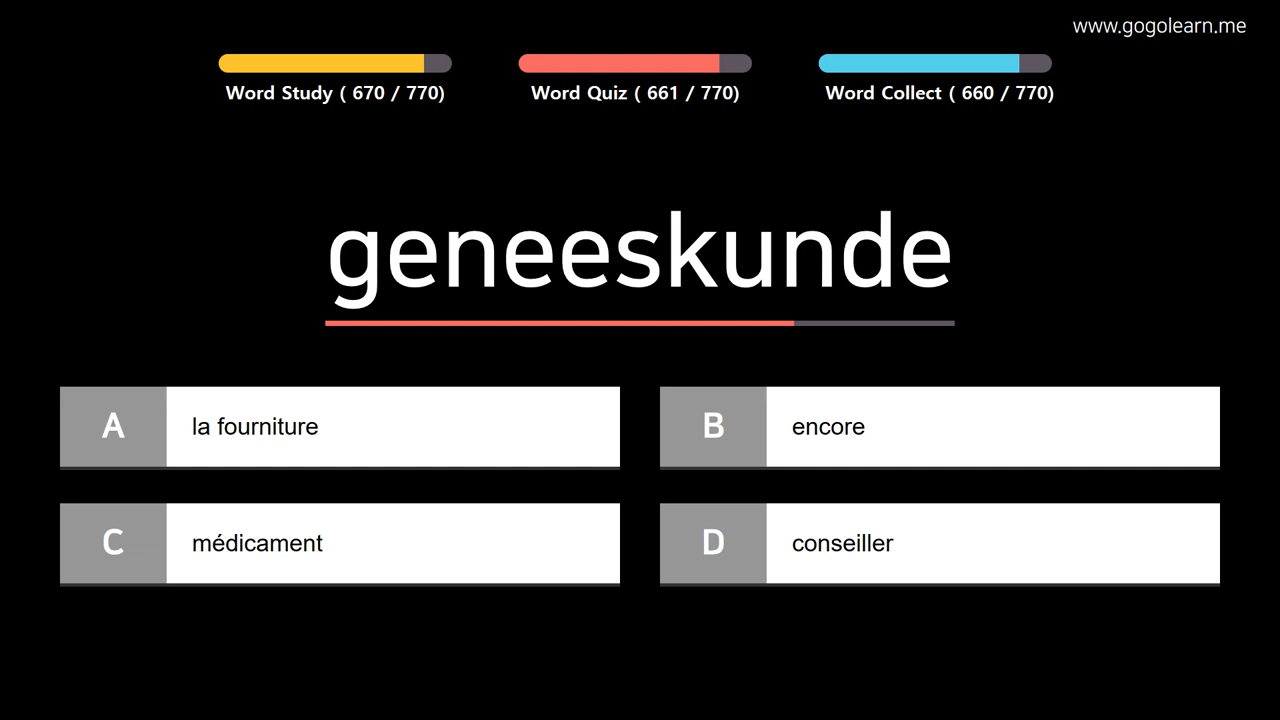 www.gogolearn.me
Word Study ( 670 / 770)
Word Quiz ( 661 / 770)
Word Collect ( 660 / 770)
geneeskunde
A la fourniture
B encore
C médicament
D conseiller